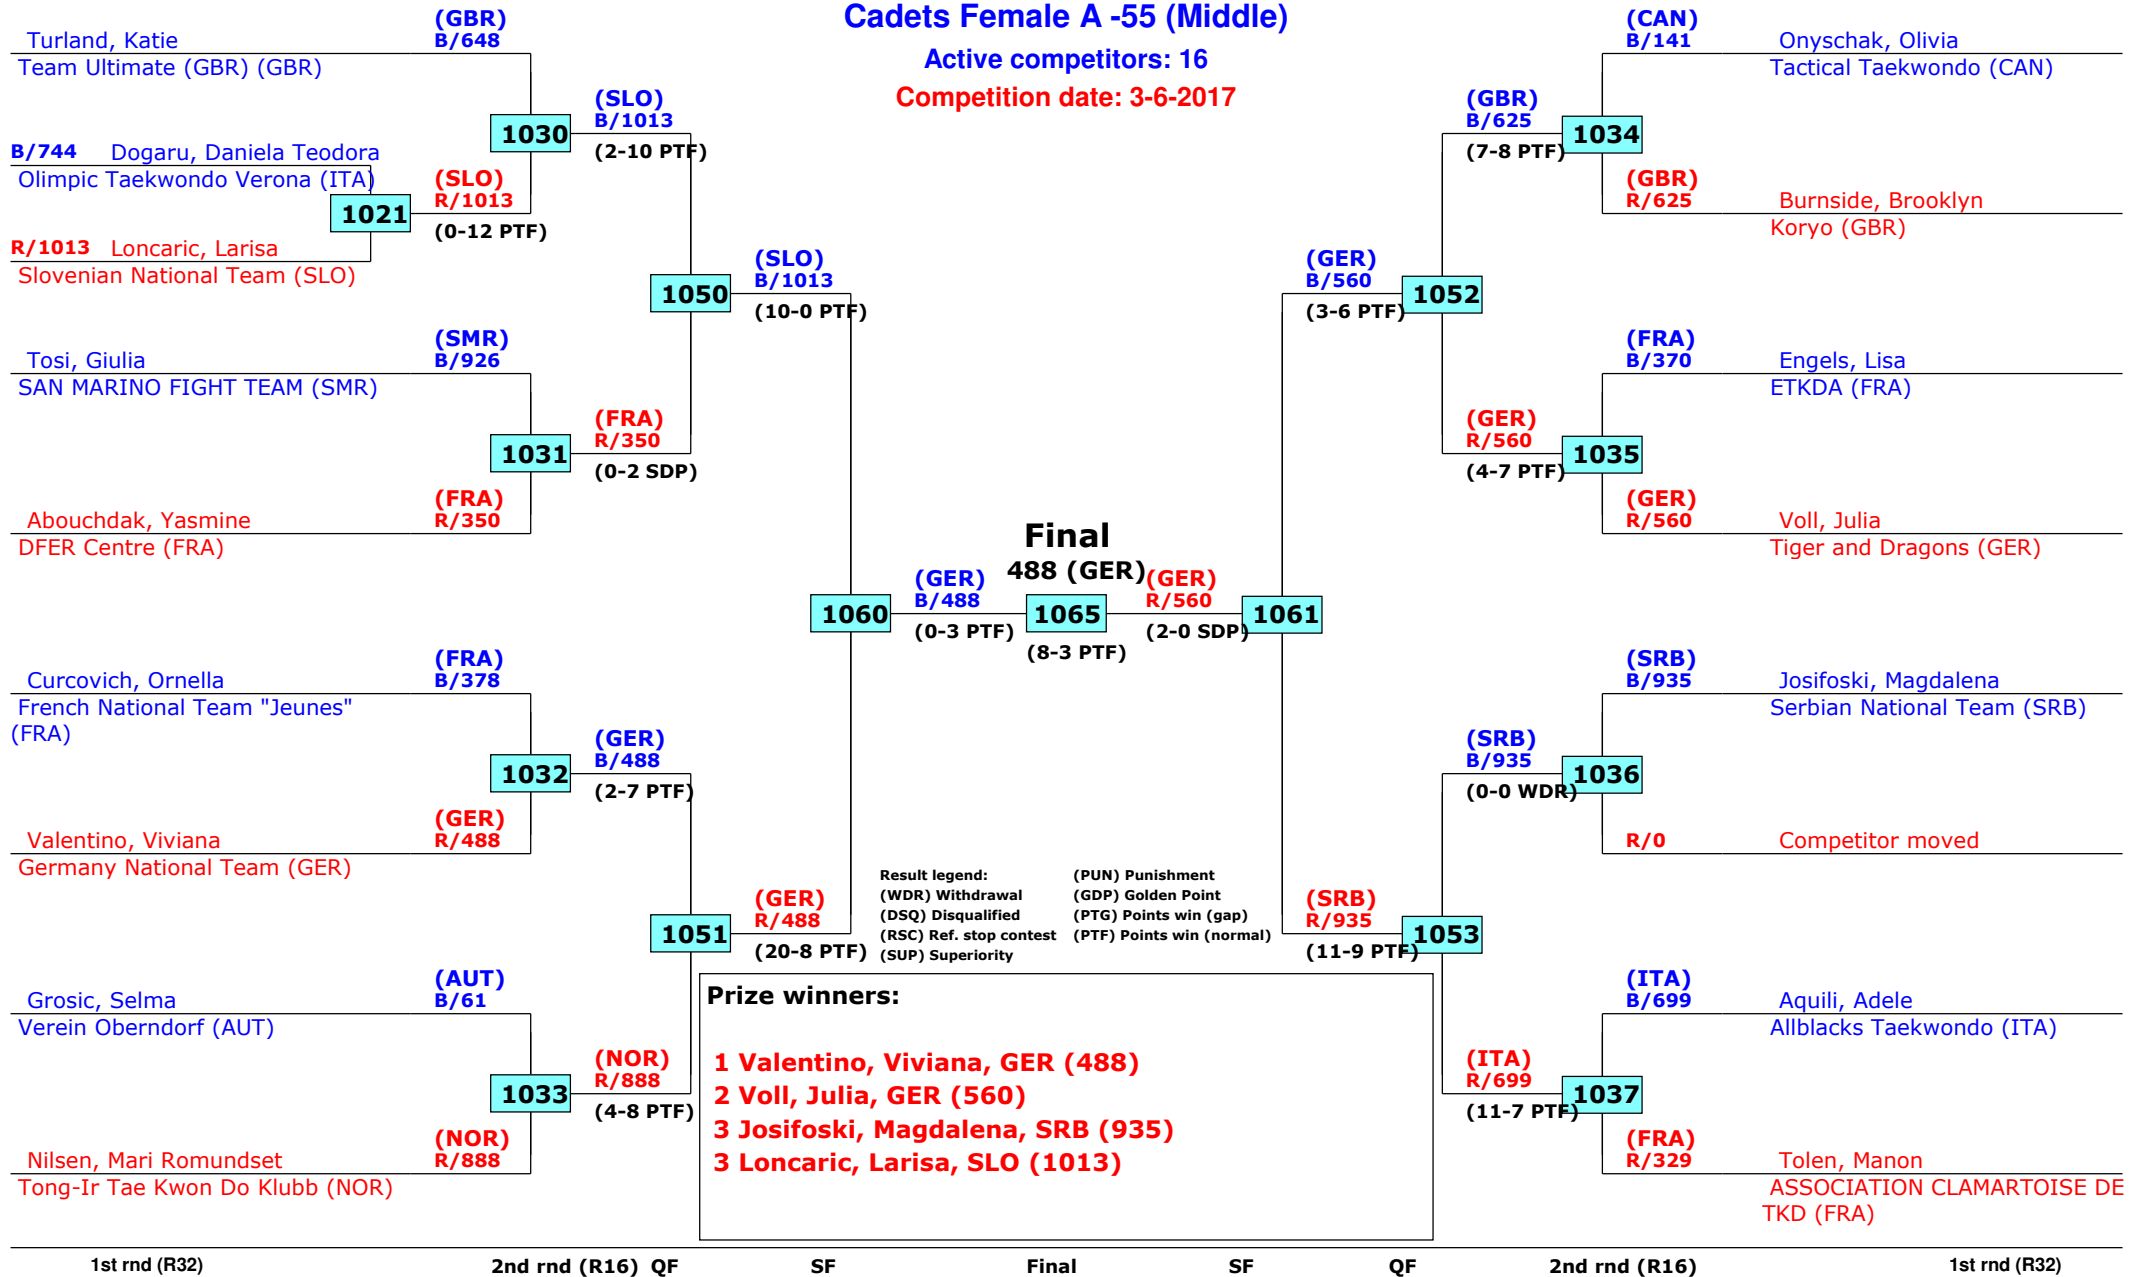 Cadets Female A -55 (Middle)
Active competitors: 16
Competition date: 3-6-2017
(GBR)
Turland, Katie B/648
Team Ultimate (GBR) (GBR)
(SLO)
1030 B/1013
(2-10 PTF)
B/744 Dogaru, Daniela Teodora
Olimpic Taekwondo Verona (ITA)
(SLO)
1021 R/1013
(0-12 PTF)
R/1013 Loncaric, Larisa
Slovenian National Team (SLO)
(SLO)
1050 B/1013
(10-0 PTF)
(SMR)
Tosi, Giulia B/926
SAN MARINO FIGHT TEAM (SMR)
(FRA)
1031 R/350
(0-2 SDP)
(FRA)
Abouchdak, Yasmine R/350
DFER Centre (FRA)
(GER)
1060 B/488
(0-3 PTF)
(FRA)
Curcovich, Ornella B/378
French National Team "Jeunes"
(FRA)
(GER)
1032 B/488
(2-7 PTF)
(GER)
Valentino, Viviana R/488
Germany National Team (GER)
(GER)
1051 R/488
(20-8 PTF)
(AUT)
Grosic, Selma B/61
Verein Oberndorf (AUT)
(NOR)
1033 R/888
(4-8 PTF)
(NOR)
Nilsen, Mari Romundset R/888
Tong-Ir Tae Kwon Do Klubb (NOR)
Final
488 (GER)
1065
(8-3 PTF)
(GER)
R/560 1061
(2-0 SDP)
(CAN)
B/141 Onyschak, Olivia
Tactical Taekwondo (CAN)
(GBR)
B/625 1034
(7-8 PTF)
(GBR)
R/625 Burnside, Brooklyn
Koryo (GBR)
(GER)
B/560 1052
(3-6 PTF)
(FRA)
B/370 Engels, Lisa
ETKDA (FRA)
(GER)
R/560 1035
(4-7 PTF)
(GER)
R/560 Voll, Julia
Tiger and Dragons (GER)
(SRB)
B/935 Josifoski, Magdalena
Serbian National Team (SRB)
(SRB)
B/935 1036
(0-0 WDR)
R/0 Competitor moved
(SRB)
R/935 1053
(11-9 PTF)
(ITA)
B/699 Aquili, Adele
Allblacks Taekwondo (ITA)
(ITA)
R/699 1037
(11-7 PTF)
(FRA)
R/329 Tolen, Manon
ASSOCIATION CLAMARTOISE DE
TKD (FRA)
Result legend: (PUN) Punishment
(WDR) Withdrawal (GDP) Golden Point
(DSQ) Disqualified (PTG) Points win (gap)
(RSC) Ref. stop contest (PTF) Points win (normal)
(SUP) Superiority
Prize winners:
1 Valentino, Viviana, GER (488)
2 Voll, Julia, GER (560)
3 Josifoski, Magdalena, SRB (935)
3 Loncaric, Larisa, SLO (1013)
1st rnd (R32) 2nd rnd (R16) QF SF Final SF QF 2nd rnd (R16) 1st rnd (R32)